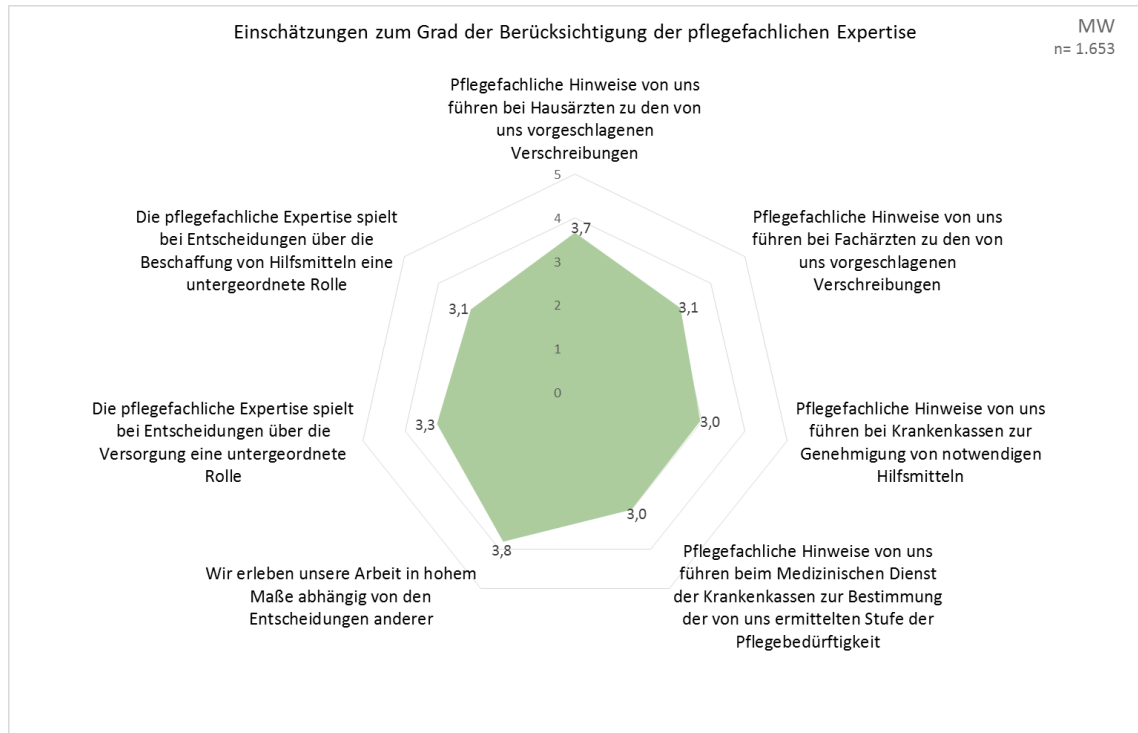 Einschätzungen zum Grad der Berücksichtigung der pflegefachlichen Expertise
MW
n= 1.653
Pflegefachliche Hinweise von uns
führen bei Hausärzten zu den von
uns vorgeschlagenen
Verschreibungen
Pflegefachliche Hinweise von uns
führen bei Fachärzten zu den von
uns vorgeschlagenen
Verschreibungen
Pflegefachliche Hinweise von uns
führen bei Krankenkassen zur
Genehmigung von notwendigen
Hilfsmitteln
Pflegefachliche Hinweise von uns
führen beim Medizinischen Dienst
der Krankenkassen zur Bestimmung
der von uns ermittelten Stufe der
Pflegebedürftigkeit
Wir erleben unsere Arbeit in hohem
Maße abhängig von den
Entscheidungen anderer
Die pflegefachliche Expertise spielt
bei Entscheidungen über die
Versorgung eine untergeordnete
Rolle
Die pflegefachliche Expertise spielt
bei Entscheidungen über die
Beschaffung von Hilfsmitteln eine
untergeordnete Rolle
5
4
3
2
1
0
3,7
3,1
3,0
3,0
3,8
3,3
3,1